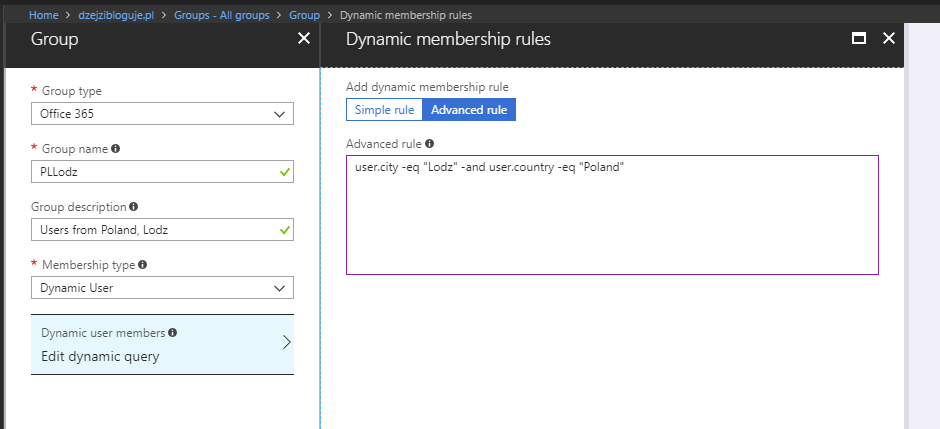 Home > dzejzibloguje.pl > Groups - All groups > Group > Dynamic membership rules
Group
* Group type
Office 365
* Group name
PLLodz
Group description
Users from Poland, Lodz
* Membership type
Dynamic User
Dynamic user members
Edit dynamic query
Dynamic membership rules
Add dynamic membership rule
Simple rule Advanced rule
Advanced rule
user.city -eq "Lodz" -and user.country -eq "Poland"